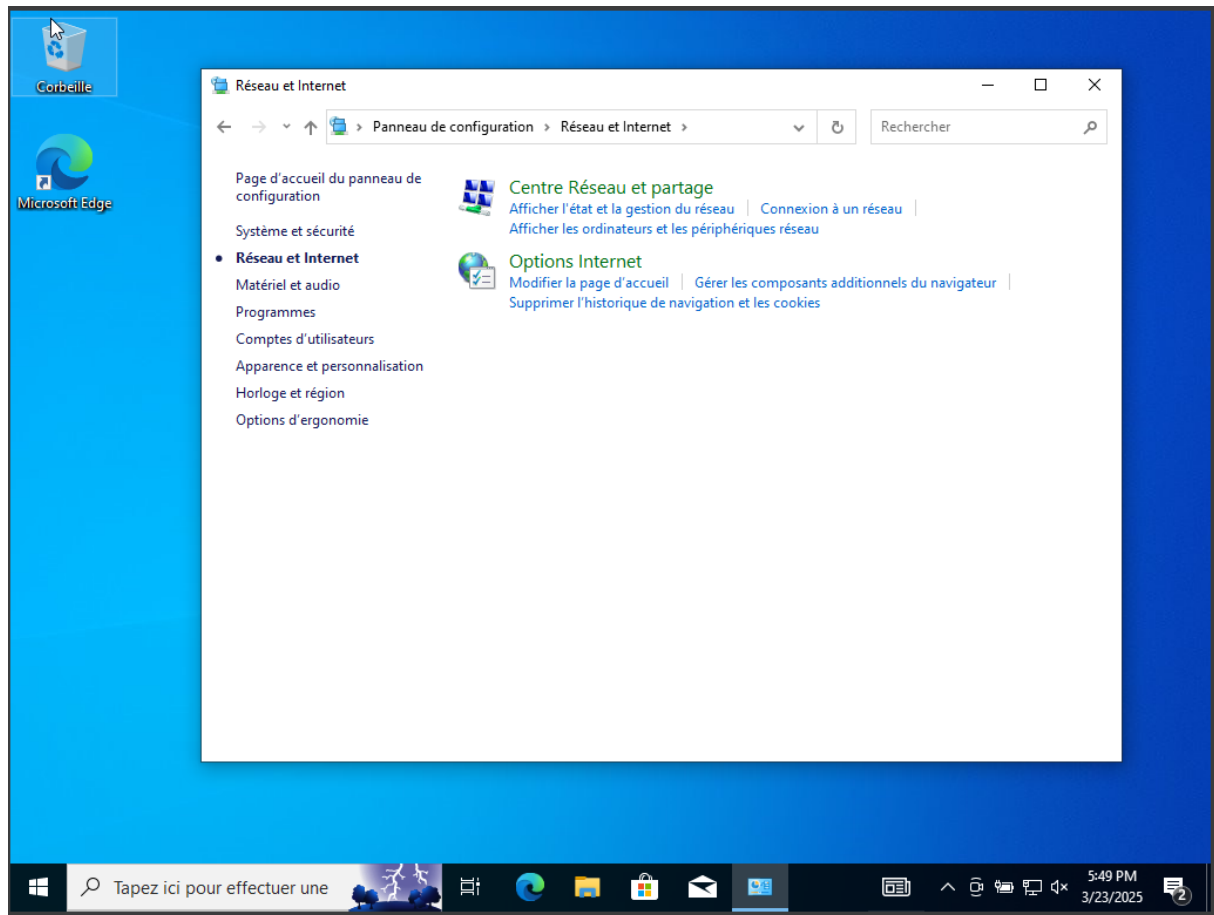 Corbeille
Microsoft Edge
Réseau et Internet
Panneau de configuration > Réseau et Internet >
Rechercher
Page d'accueil du panneau de
configuration
Système et sécurité
Réseau et Internet
Matériel et audio
Programmes
Comptes d'utilisateurs
Apparence et personnalisation
Horloge et région
Options d'ergonomie
Centre Réseau et partage
Afficher l'état et la gestion du réseau | Connexion à un réseau |
Afficher les ordinateurs et les périphériques réseau
Options Internet
Modifier la page d'accueil | Gérer les composants additionnels du navigateur |
Supprimer l'historique de navigation et les cookies
Tapez ici pour effectuer une
5:49 PM
3/23/2025
2